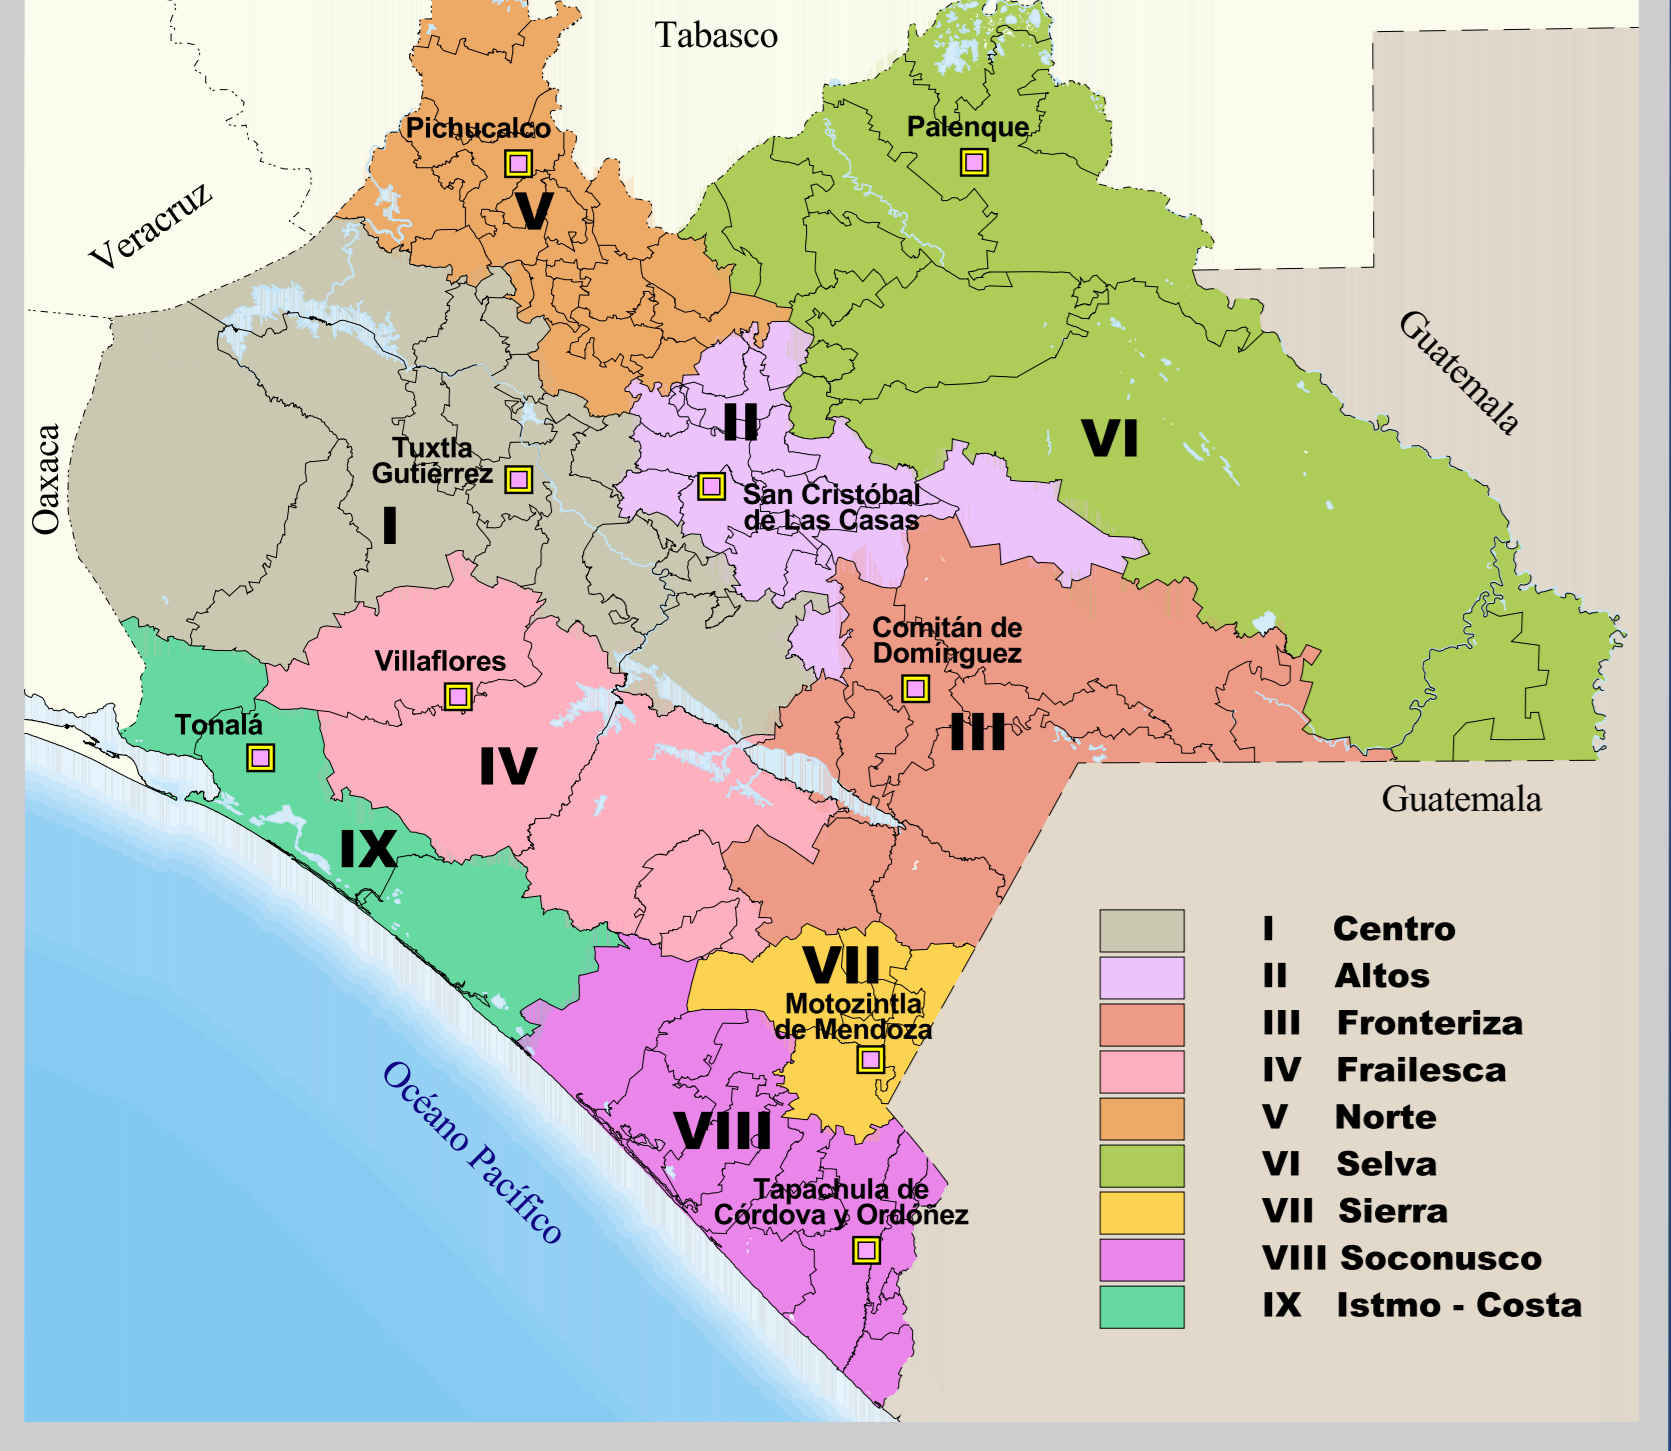 Tabasco
Pichucalco
Palenque
V
Veracruz
Guatemala
Oaxaca
II
VI
Tuxtla
Gutiérrez
San Cristóbal
de Las Casas
I
Comitán de
Domínguez
Villaflores
Tonalá
III
IV
Guatemala
IX
VII
Motozintla
de Mendoza
Océano Pacífico
VIII
Tapachula de
Córdova y Ordóñez
I Centro
II Altos
III Fronteriza
IV Frailesca
V Norte
VI Selva
VII Sierra
VIII Soconusco
IX Istmo - Costa